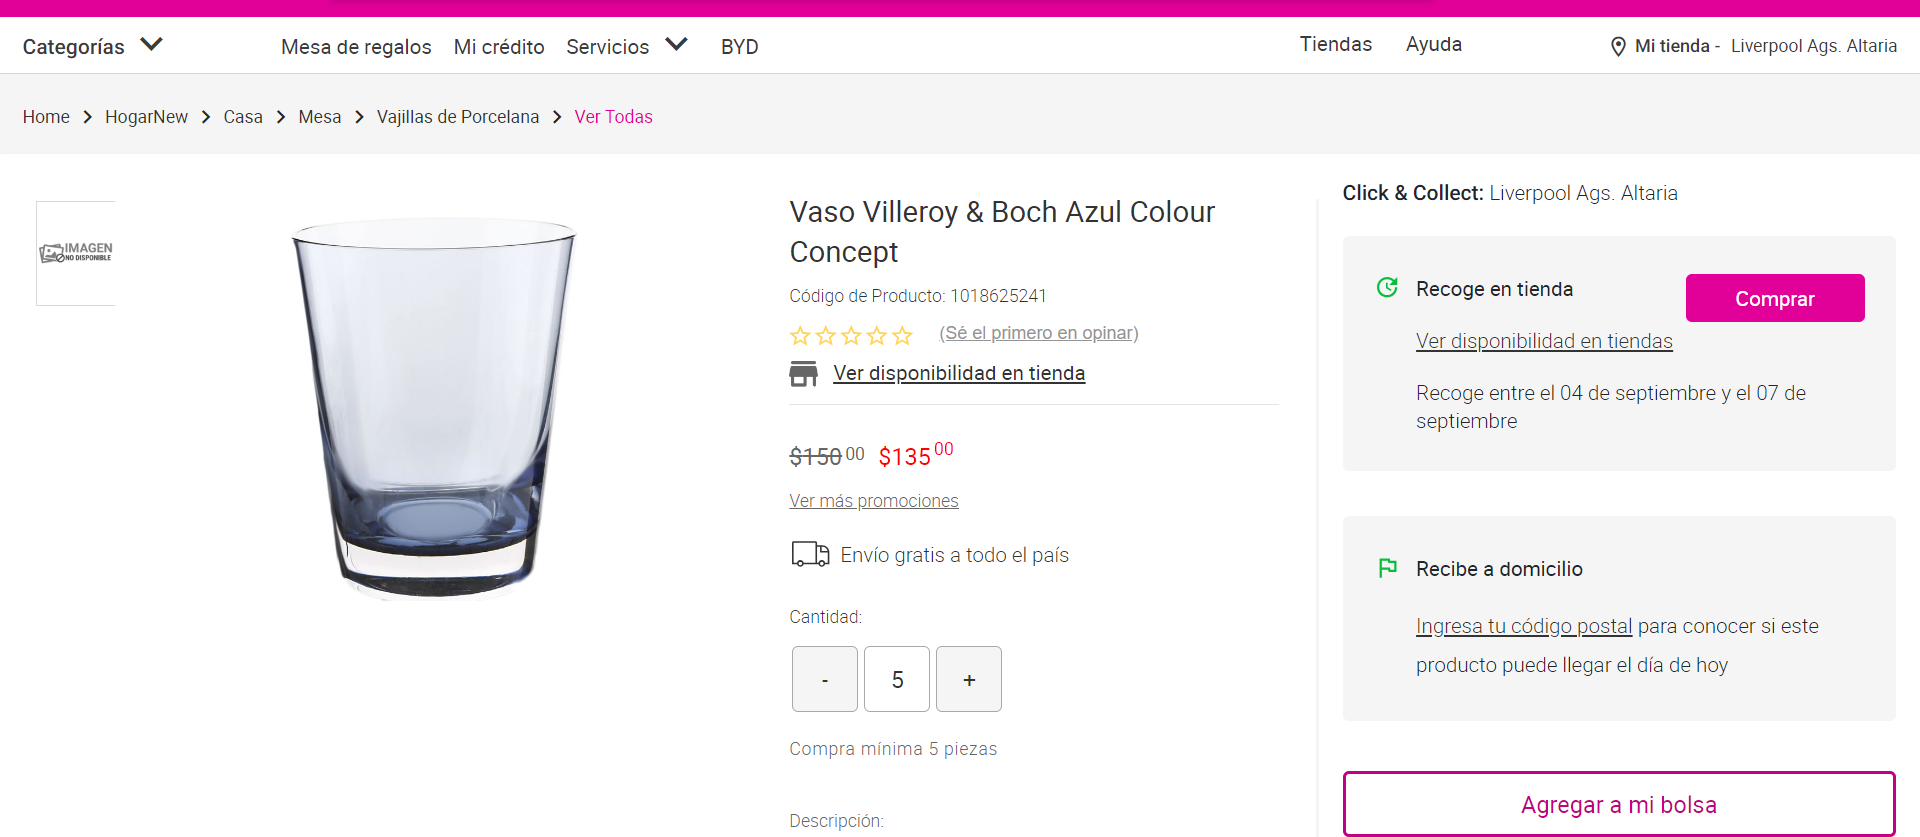 Categorías
Mesa de regalos
Mi crédito
Servicios
BYD
Tiendas
Ayuda
Mi tienda - Liverpool Ags. Altaria
Home > HogarNew > Casa > Mesa > Vajillas de Porcelana > Ver Todas
IMAGEN
NO DISPONIBLE
Vaso Villeroy & Boch Azul Colour
Concept
Código de Producto: 1018625241
(Sé el primero en opinar)
Ver disponibilidad en tienda
$150 00 $135 00
Ver más promociones
Envío gratis a todo el país
Cantidad:
- 5 +
Compra mínima 5 piezas
Descripción:
Click & Collect: Liverpool Ags. Altaria
Recoge en tienda
Comprar
Ver disponibilidad en tiendas
Recoge entre el 04 de septiembre y el 07 de
septiembre
Recibe a domicilio
Ingresa tu código postal para conocer si este
producto puede llegar el día de hoy
Agregar a mi bolsa